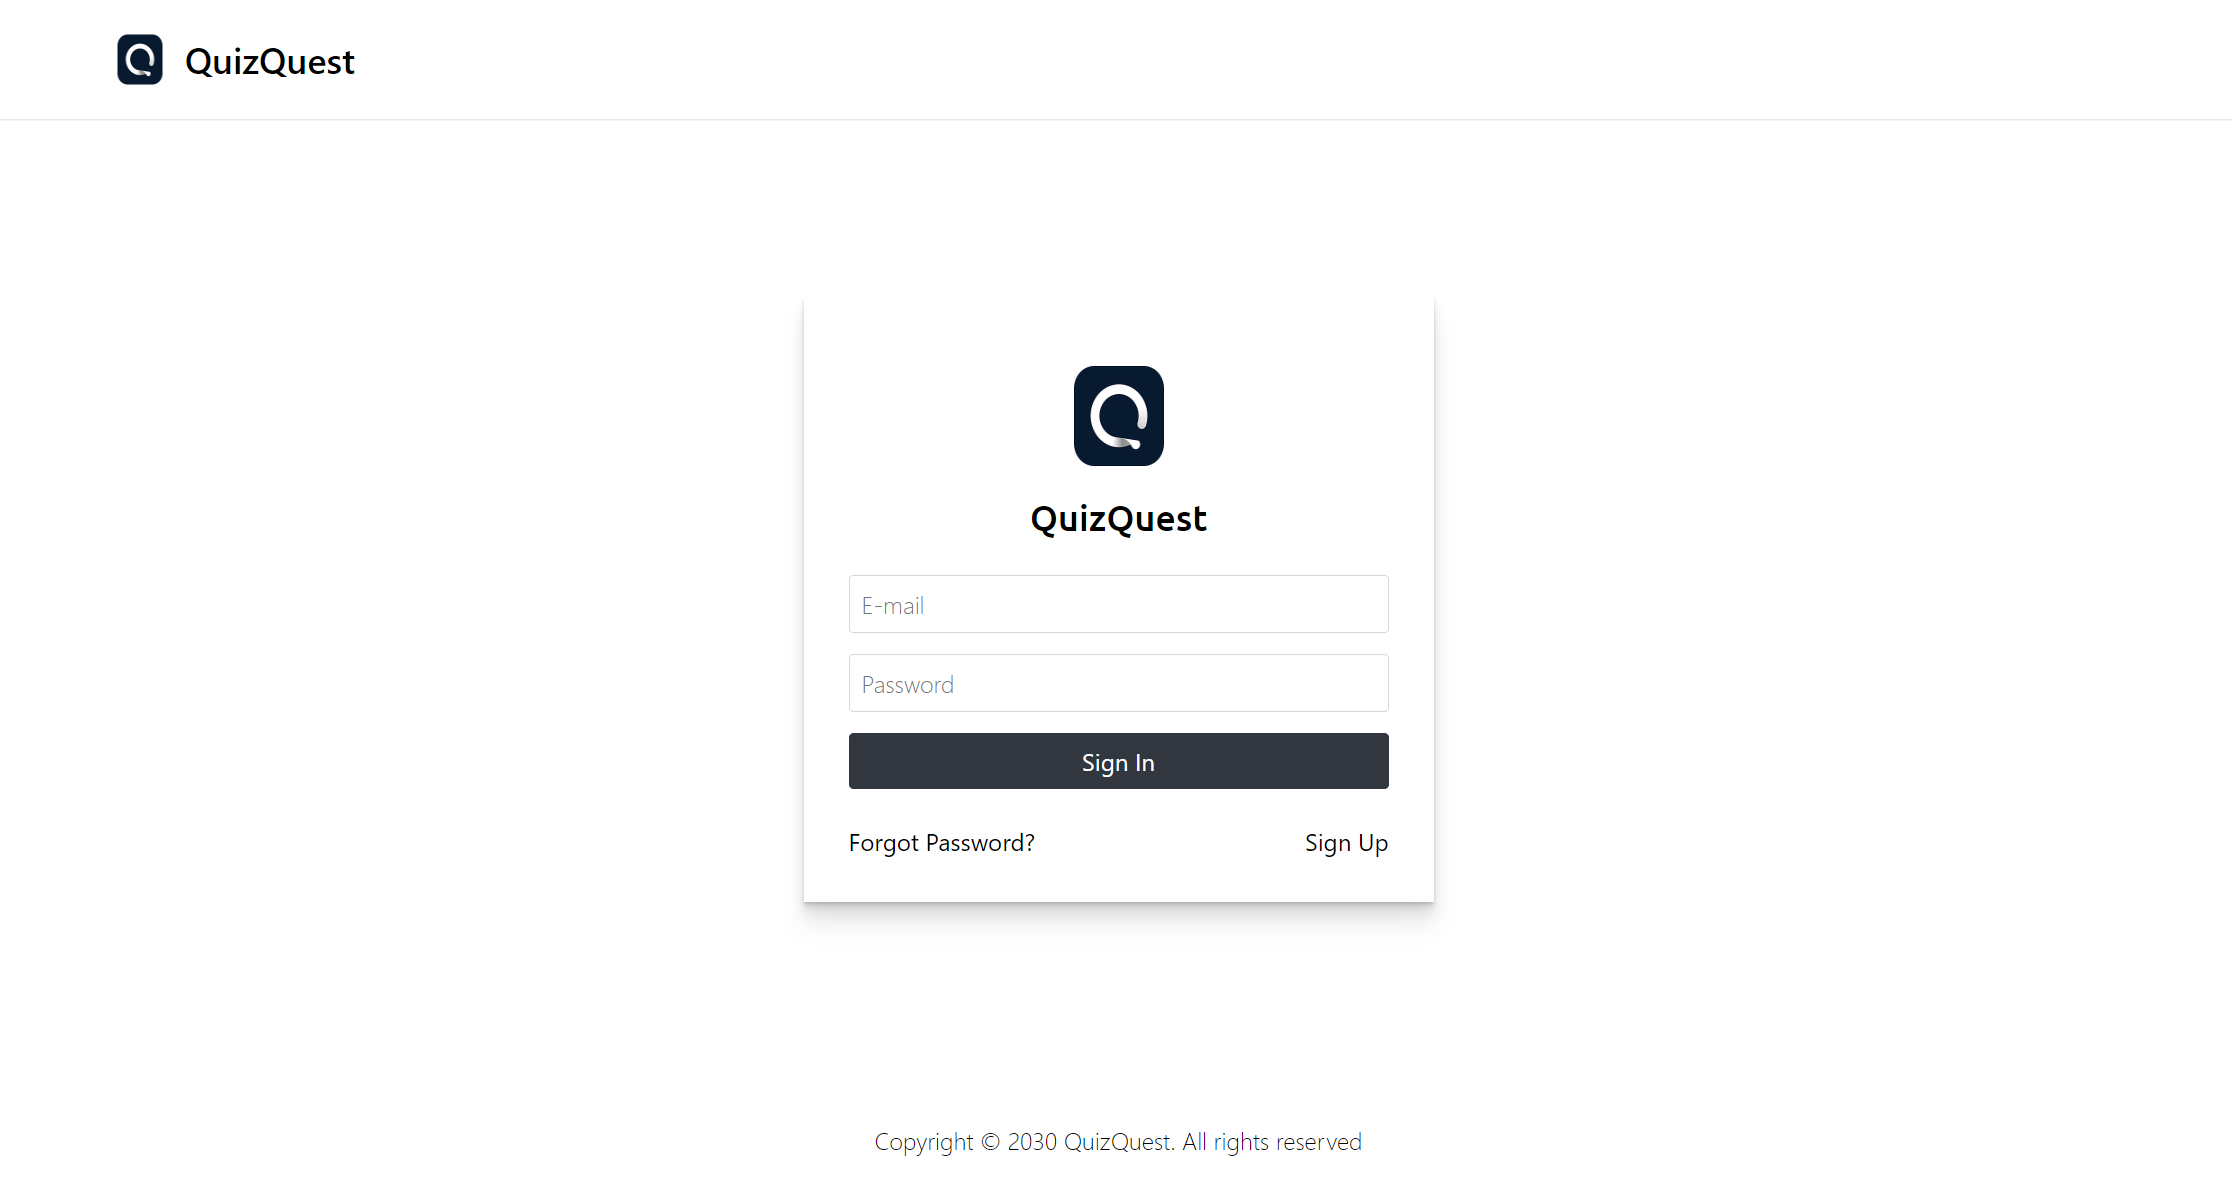 QuizQuest
QuizQuest
E-mail
Password
Sign In
Forgot Password?
Sign Up
Copyright © 2030 QuizQuest. All rights reserved